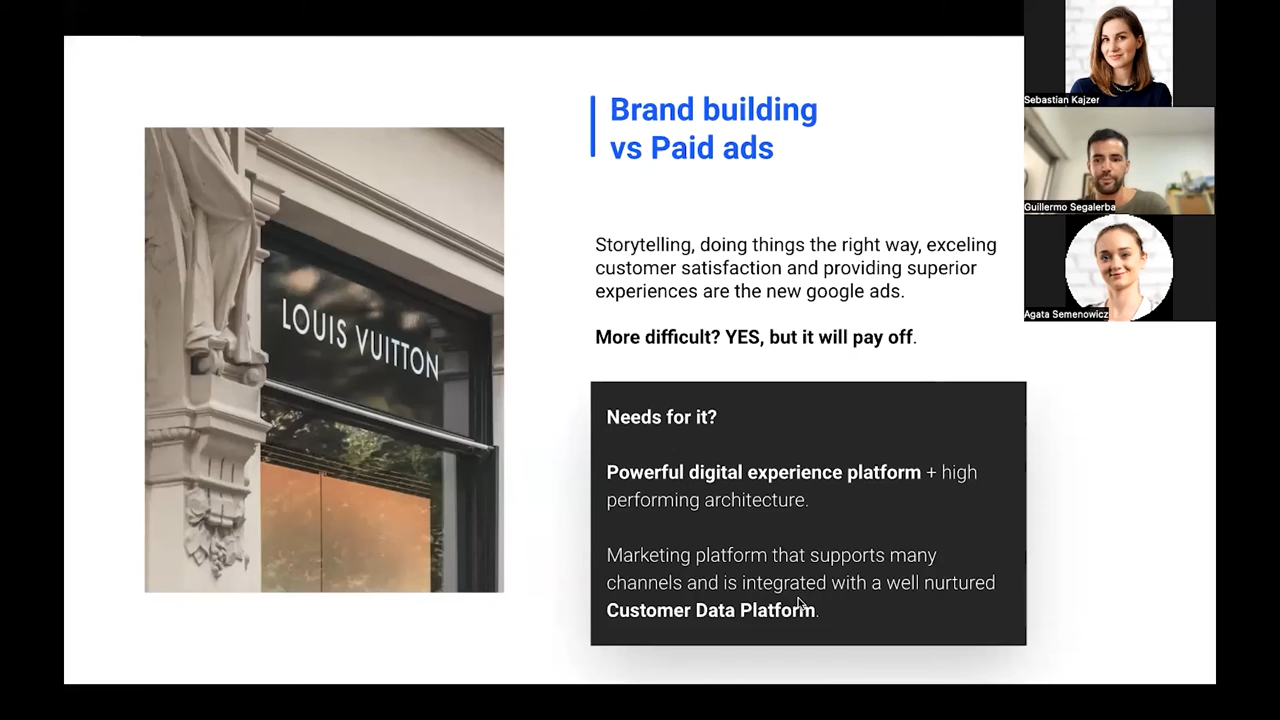 Brand building
vs Paid ads
Storytelling, doing things the right way, exceling
customer satisfaction and providing superior
experiences are the new google ads.
More difficult? YES, but it will pay off.
Needs for it?
Powerful digital experience platform + high
performing architecture.
Marketing platform that supports many
channels and is integrated with a well nurtured
Customer Data Platform.
LOUIS VUITTON
Sebastian Kajzer
Guillermo Segalerba
Agata Semenowicz